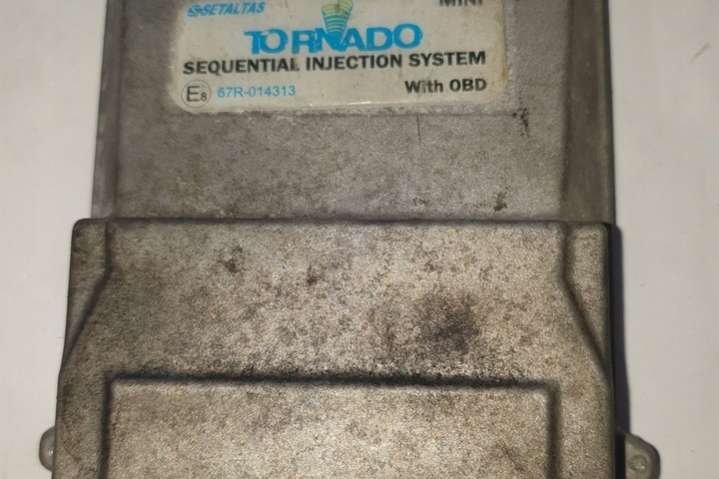 SETALTAS MINI
TORNADO
SEQUENTIAL INJECTION SYSTEM
E8 67R-014313 With OBD